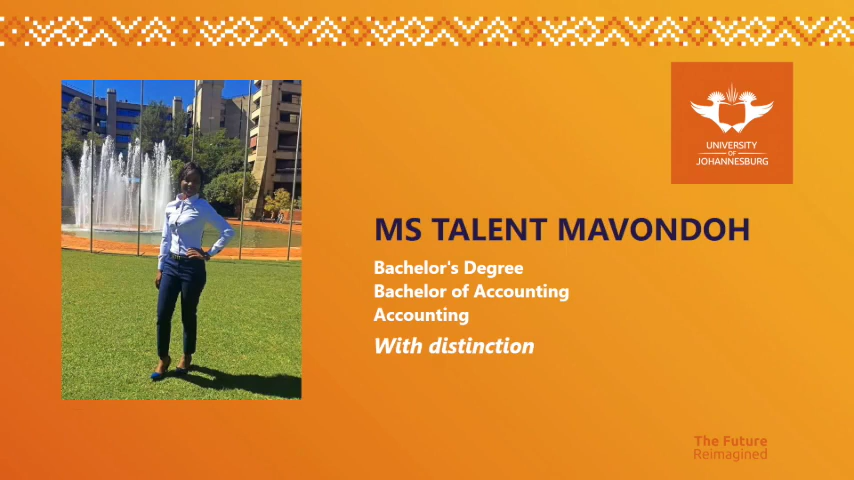 UNIVERSITY
OF
JOHANNESBURG
MS TALENT MAVONDOH
Bachelor's Degree
Bachelor of Accounting
Accounting
With distinction
The Future
Reimagined